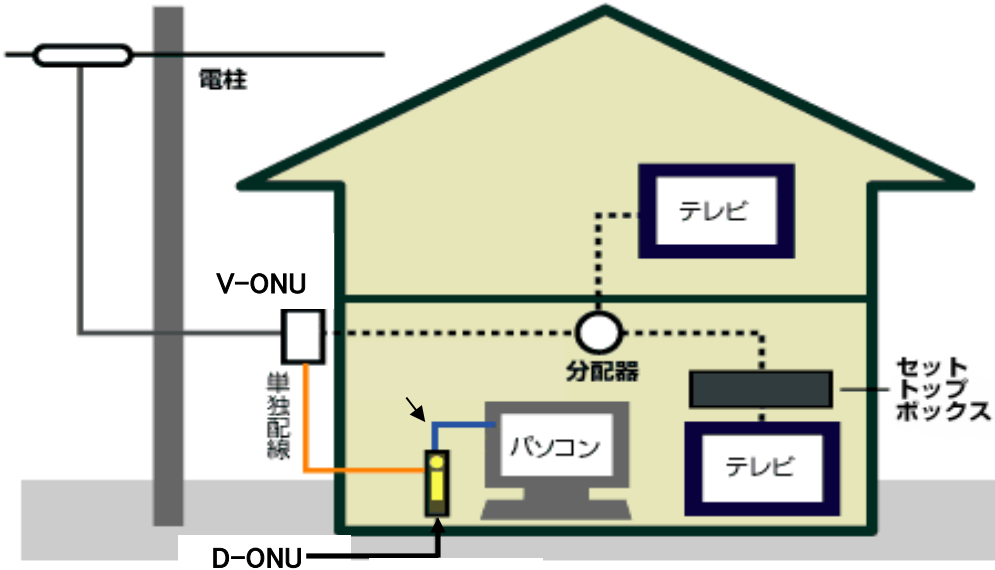 電柱
テレビ
V-ONU
分配器
セット
トップ
ボックス
単独配線
パソコン
テレビ
D-ONU